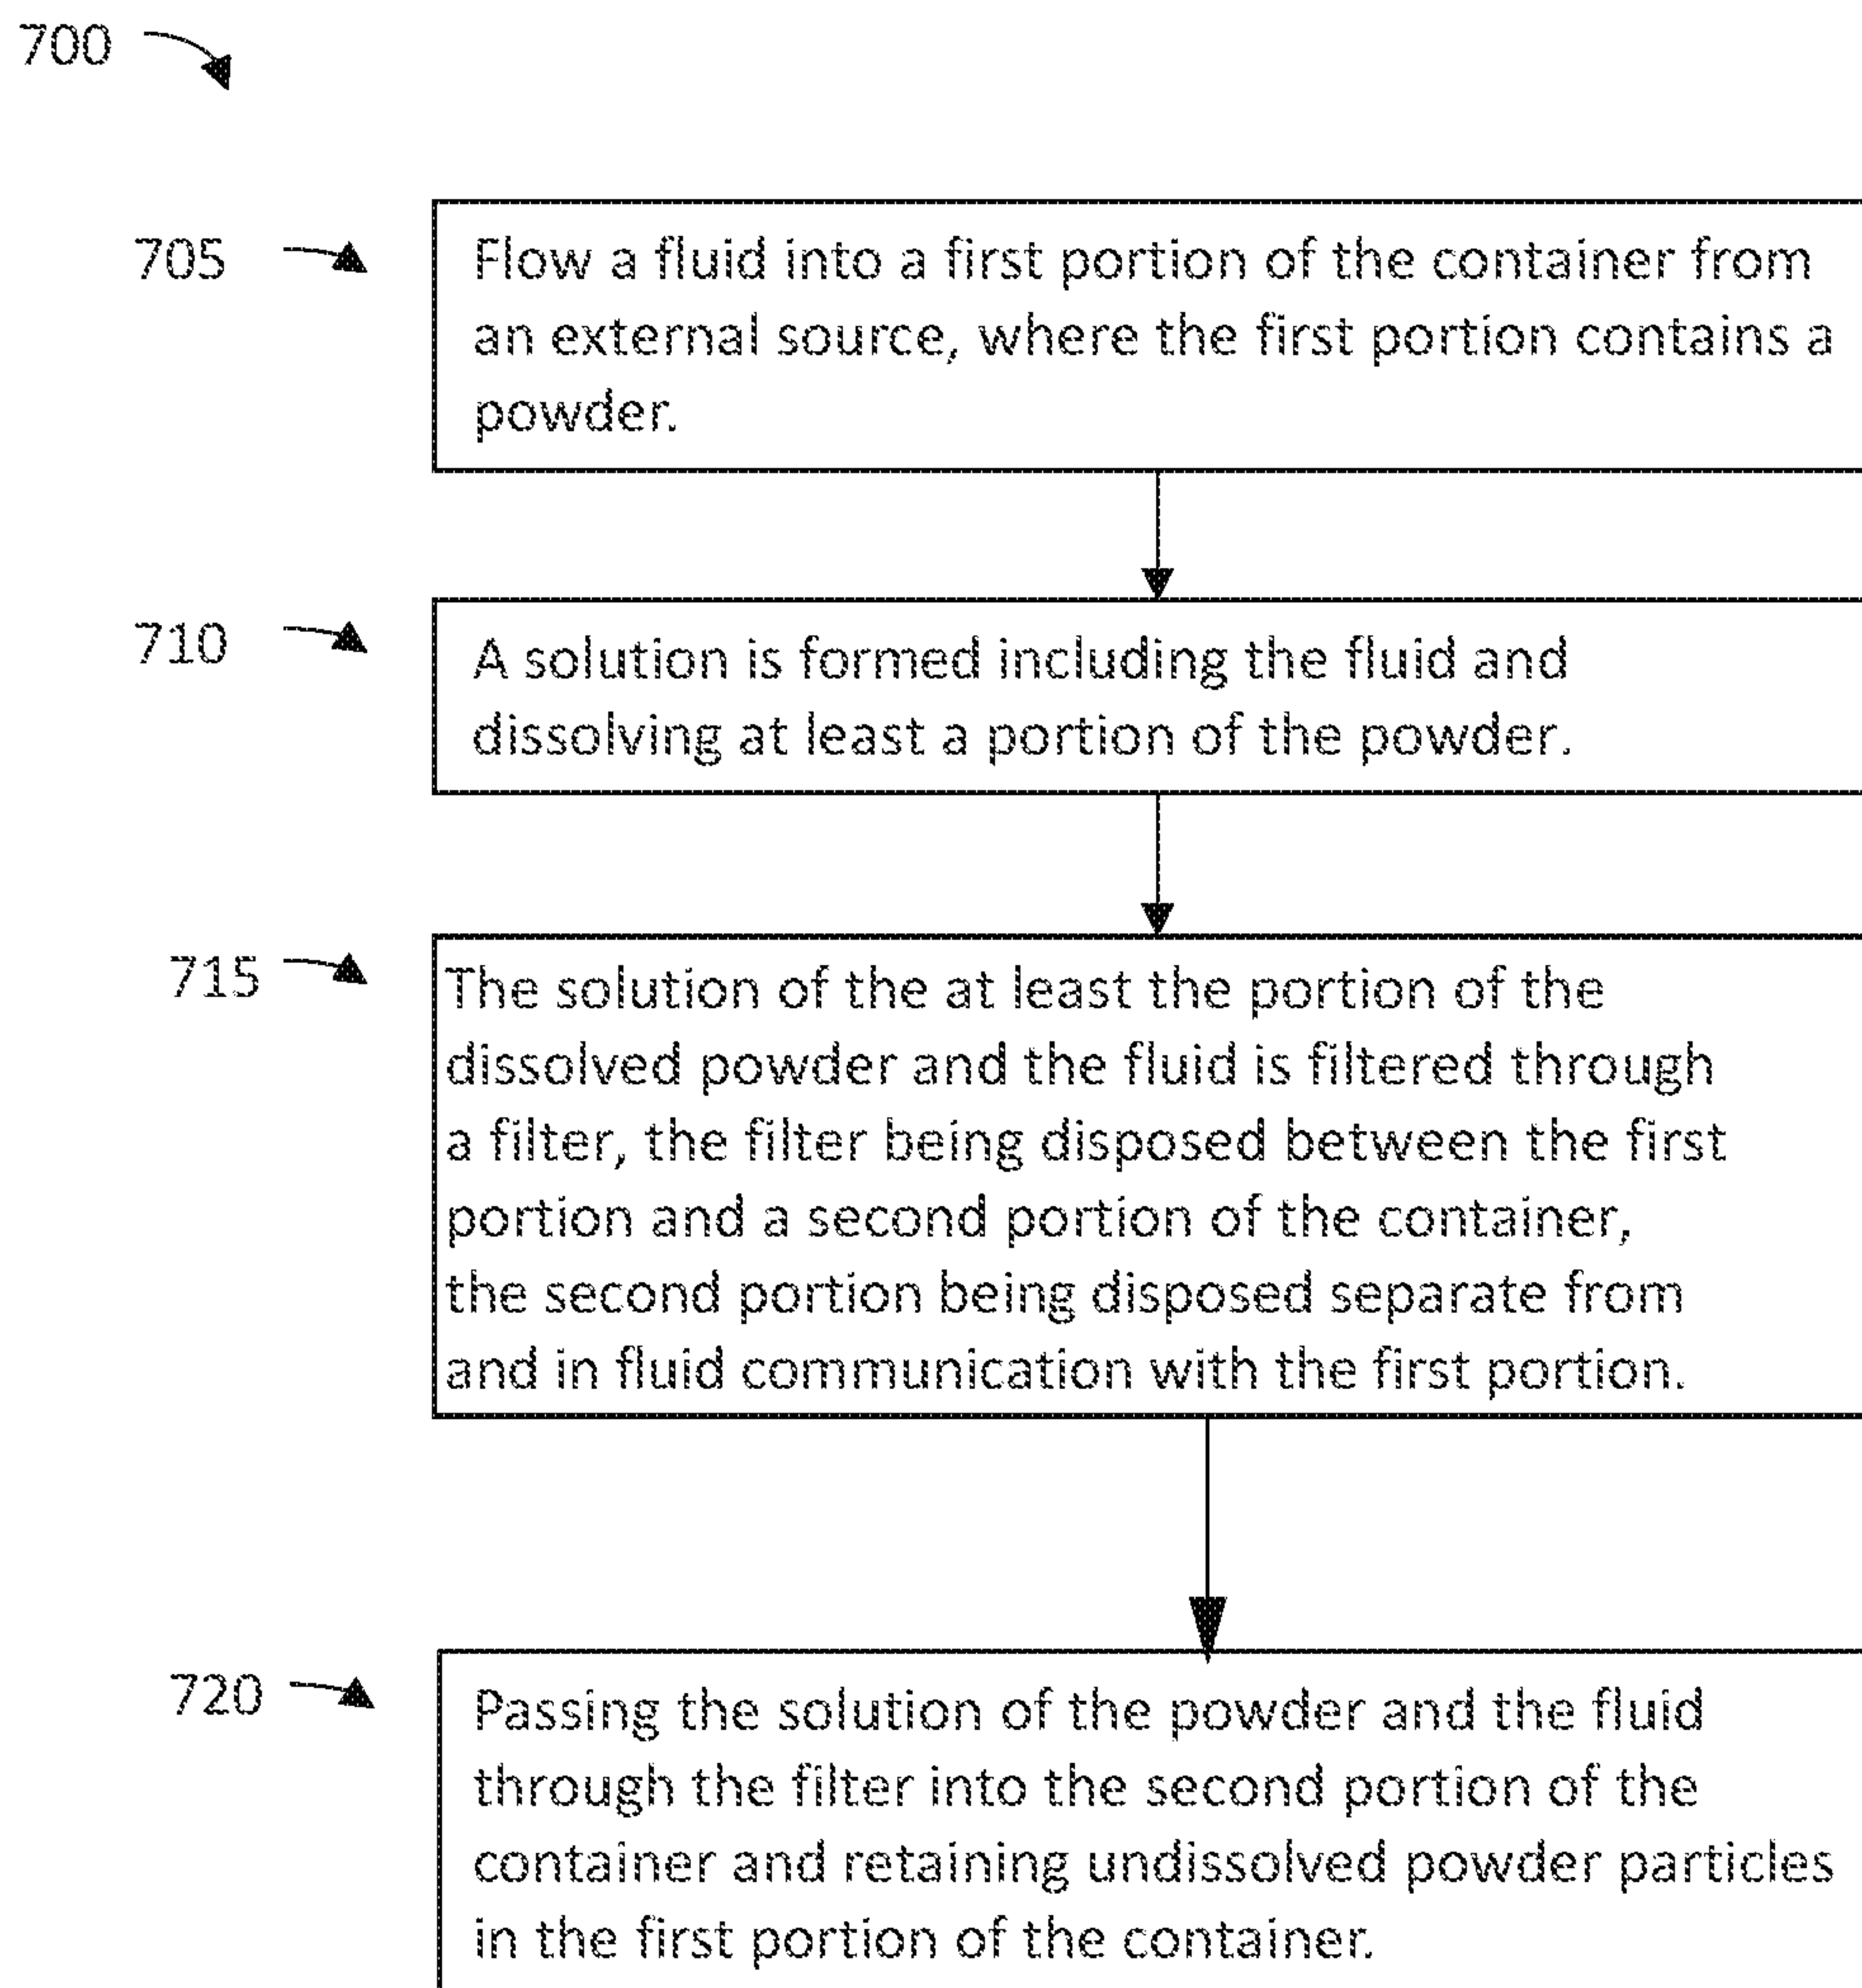 700
705
Flow a fluid into a first portion of the container from
an external source, where the first portion contains a
powder.
710
A solution is formed including the fluid and
dissolving at least a portion of the powder.
715
The solution of the at least the portion of the
dissolved powder and the fluid is filtered through
a filter, the filter being disposed between the first
portion and a second portion of the container,
the second portion being disposed separate from
and in fluid communication with the first portion.
720
Passing the solution of the powder and the fluid
through the filter into the second portion of the
container and retaining undissolved powder particles
in the first portion of the container.